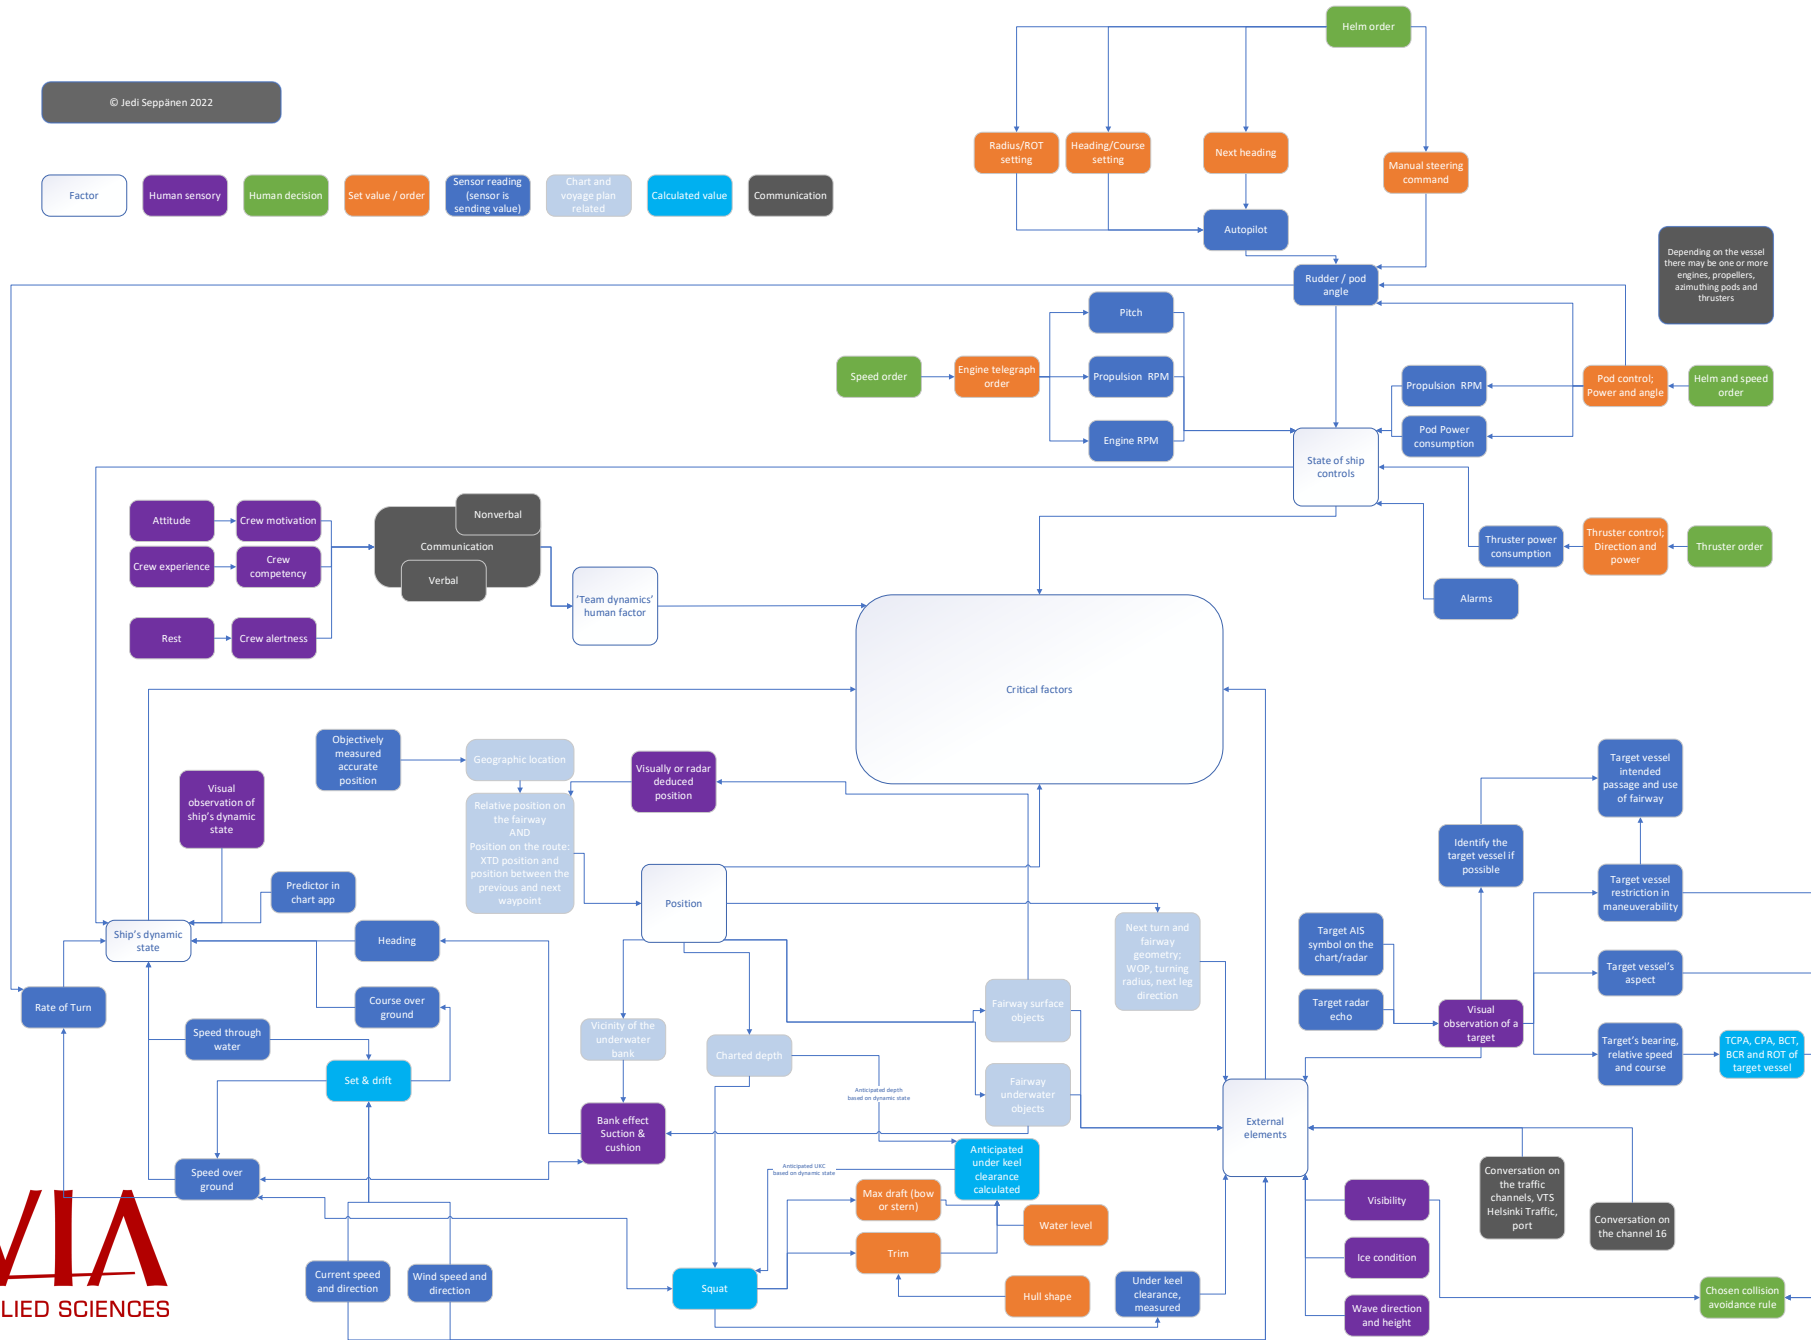 Helm order
© Jedi Seppänen 2022
Factor
Human sensory
Human decision
Set value / order
Sensor reading
(sensor is
sending value)
Chart and
voyage plan
related
Calculated value
Communication
Radius/ROT
setting
Heading/Course
setting
Next heading
Manual steering
command
Autopilot
Depending on the vessel
there may be one or more
engines, propellers,
azimuthing pods and
thrusters
Rudder / pod
angle
Pitch
Speed order
Engine telegraph
order
Propulsion RPM
Engine RPM
Propulsion RPM
Pod Power
consumption
Pod control;
Power and angle
Helm and speed
order
State of ship
controls
Attitude
Crew motivation
Crew experience
Crew
competency
Rest
Crew alertness
Nonverbal
Communication
Verbal
'Team dynamics'
human factor
Thruster power
consumption
Thruster control;
Direction and
power
Thruster order
Alarms
Critical factors
Objectively
measured
accurate
position
Geographic location
Visually or radar
deduced
position
Visual
observation of
ship's dynamic
state
Relative position on
the fairway
AND
Position on the route:
XTD position and
position between the
previous and next
waypoint
Predictor in
chart app
Position
Ship's dynamic
state
Heading
Rate of Turn
Course over
ground
Speed through
water
Set & drift
Vicinity of the
underwater
bank
Charted depth
Next turn and
fairway
geometry;
WOP, turning
radius, next leg
direction
Fairway surface
objects
Fairway
underwater
objects
Anticipated depth
based on dynamic state
Bank effect
Suction &
cushion
Speed over
ground
Anticipated UKC
based on dynamic state
Anticipated
under keel
clearance
calculated
Max draft (bow
or stern)
Water level
Trim
Squat
Hull shape
Under keel
clearance,
measured
Current speed
and direction
Wind speed and
direction
Target vessel
intended
passage and use
of fairway
Identify the
target vessel if
possible
Target vessel
restriction in
maneuverability
Target AIS
symbol on the
chart/radar
Target vessel's
aspect
Target radar
echo
Visual
observation of a
target
Target's bearing,
relative speed
and course
TCPA, CPA, BCT,
BCR and ROT of
target vessel
External
elements
Visibility
Ice condition
Wave direction
and height
Conversation on
the traffic
channels, VTS
Helsinki Traffic,
port
Conversation on
the channel 16
Chosen collision
avoidance rule
VIA
LIED SCIENCES